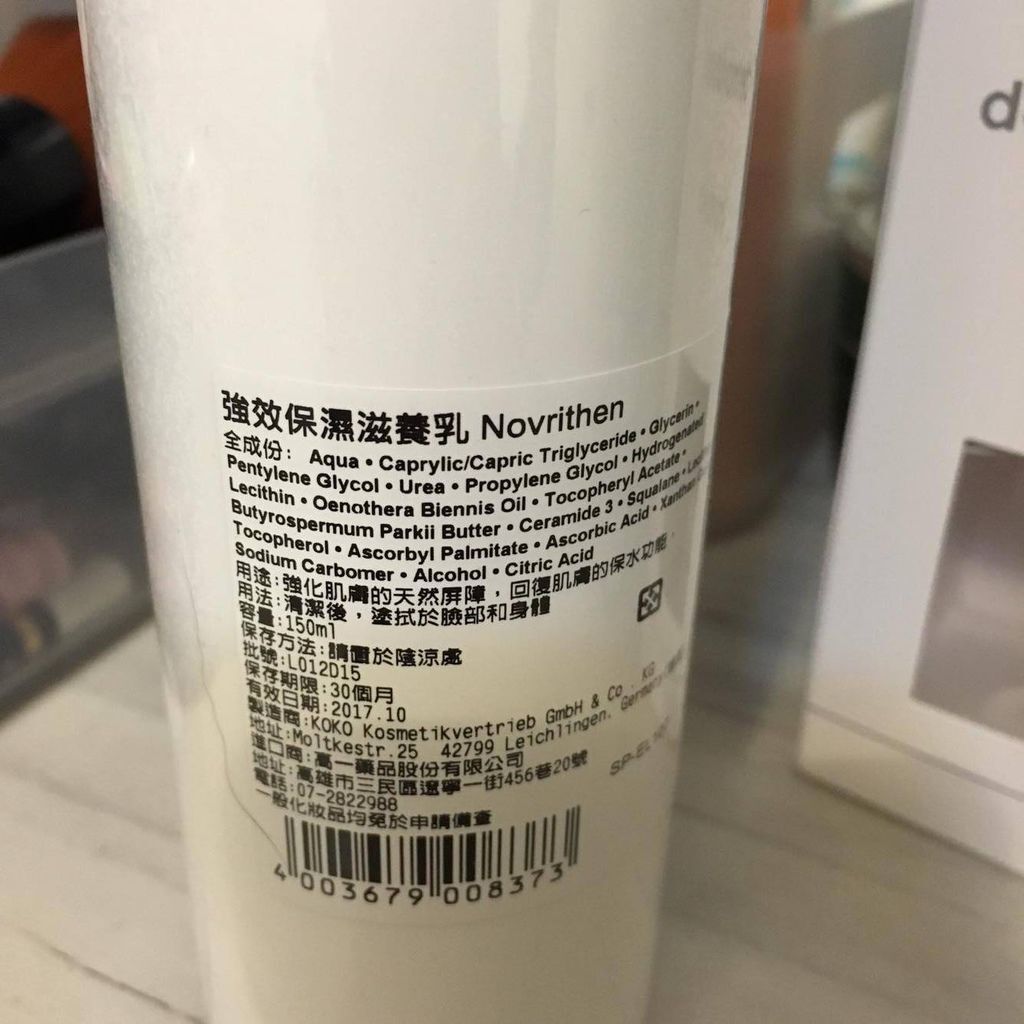 強效保濕滋養乳 Novrithen
全成份: Aqua • Caprylic/Capric Triglyceride • Glycerin •
Pentylene Glycol • Urea • Propylene Glycol • Hydrogenated
Lecithin • Oenothera Biennis Oil • Tocopheryl Acetate •
Butyrospermum Parkii Butter • Ceramide 3 • Squalane •
Tocopherol • Ascorbyl Palmitate • Ascorbic Acid • Xanthan
Sodium Carbomer • Alcohol • Citric Acid
用途:強化肌膚的天然屏障，回復肌膚的保水功能
用法:清潔後，塗拭於臉部和身體
容量:150ml
保存方法:請置於陰涼處
批號:L012D15
保存期限:30個月
有效日期:2017.10
製造商:KOKO Kosmetikvertrieb GmbH & Co. KG
地址:Moltkestr.25 42799 Leichlingen. Germany
進口商:高一藥品股份有限公司
地址:高雄市三民區遼寧一街456巷20號
電話:07-2822988
一般化妝品均免於申請備查
4 003679 008373